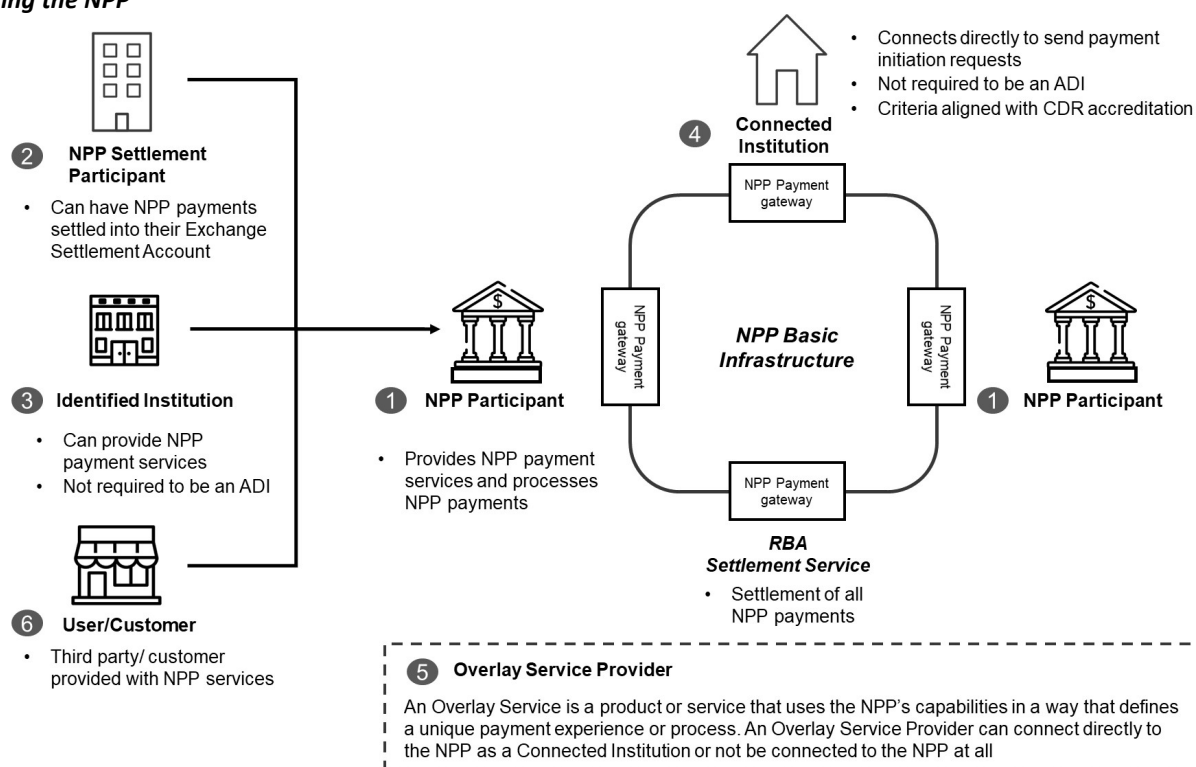 ing the NPP
2
NPP Settlement
Participant
• Can have NPP payments
settled into their Exchange
Settlement Account
3
Identified Institution
• Can provide NPP
payment services
• Not required to be an ADI
6
User/Customer
• Third party/ customer
provided with NPP services
$
1
NPP Participant
• Provides NPP payment
services and processes
NPP payments
4
Connected
Institution
• Connects directly to send payment
initiation requests
• Not required to be an ADI
• Criteria aligned with CDR accreditation
NPP Payment
gateway
NPP Payment
gateway
NPP Basic
Infrastructure
NPP Payment
gateway
NPP Payment
gateway
RBA
Settlement Service
• Settlement of all
NPP payments
$
1
NPP Participant
5
Overlay Service Provider
An Overlay Service is a product or service that uses the NPP’s capabilities in a way that defines
a unique payment experience or process. An Overlay Service Provider can connect directly to
the NPP as a Connected Institution or not be connected to the NPP at all